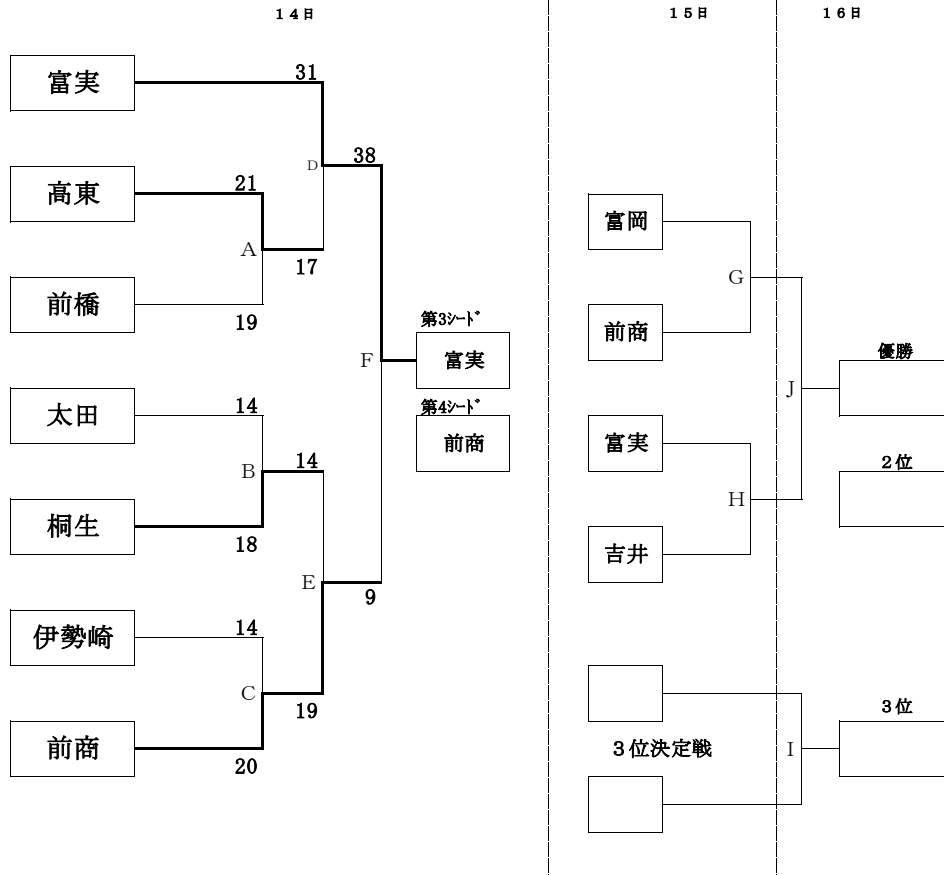 １４日
１５日
１６日
富実
31
D
38
高東
21
A
17
前橋
19
太田
14
B
14
桐生
18
E
9
伊勢崎
14
C
19
前商
20
F
第3ｼｰﾄﾞ
富実
第4ｼｰﾄﾞ
前商
富岡
G
前商
J
富実
H
吉井
優勝
２位
３位決定戦
I
３位